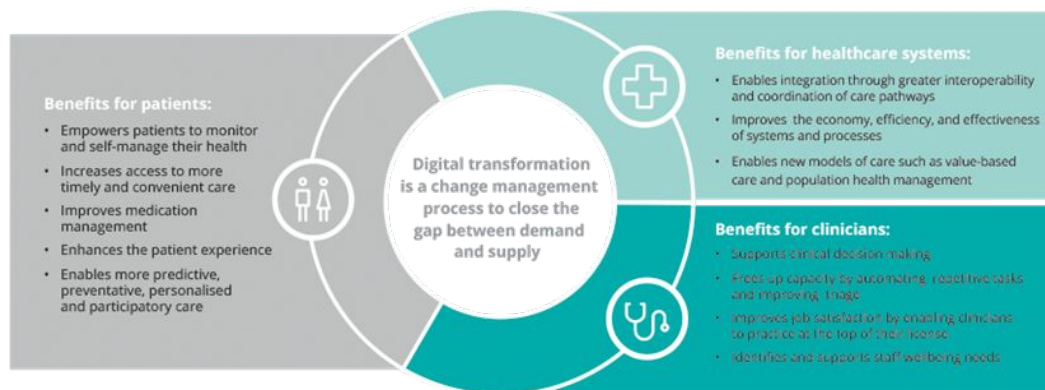 Benefits for patients:
• Empowers patients to monitor
and self-manage their health
• Increases access to more
timely and convenient care
• Improves medication
management
• Enhances the patient experience
• Enables more predictive,
preventative, personalised
and participatory care
Digital transformation
is a change management
process to close the
gap between demand
and supply
Benefits for healthcare systems:
• Enables integration through greater interoperability
and coordination of care pathways
• Improves the economy, efficiency, and effectiveness
of systems and processes
• Enables new models of care such as value-based
care and population health management
Benefits for clinicians:
• Supports clinical decision making
• Frees up capacity by automating repetitive tasks
and improving triage
• Improves job satisfaction by enabling clinicians
to practice at the top of their license
• Identifies and supports staff wellbeing needs